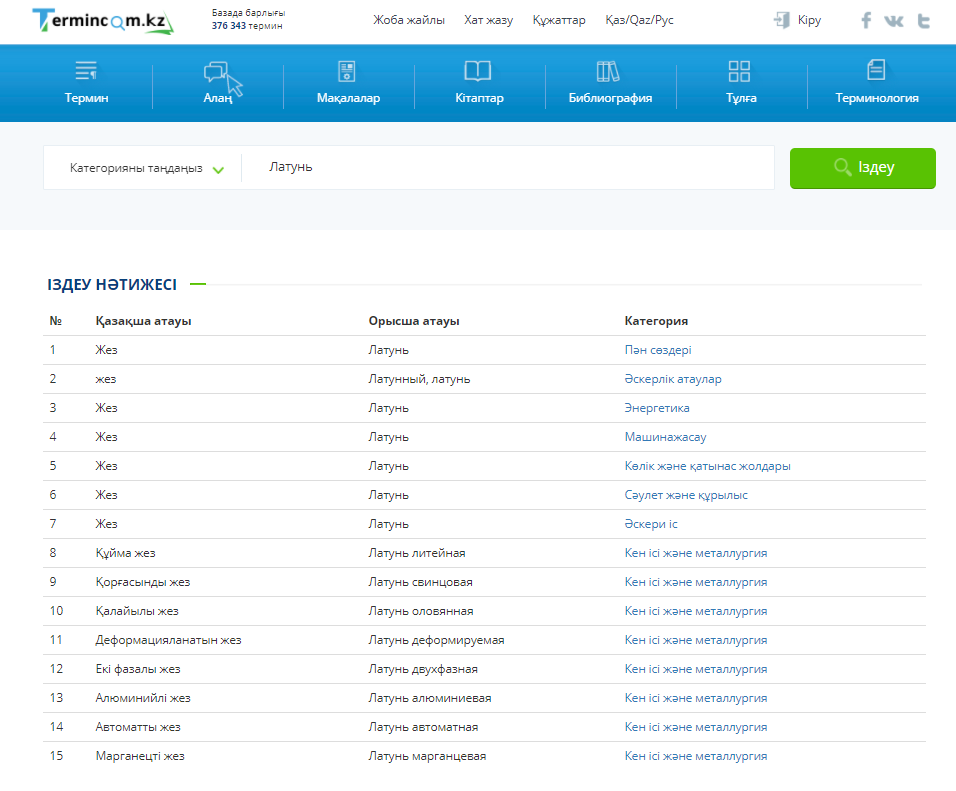 Termincom.kz
Базада барлығы
376 343 термин
Жоба жайлы Хат жазу Құжаттар Қаз/Qaz/Рус Кіру
Термин Алаң Мақалалар Кітаптар Библиография Тұлға Терминология
Категорияны таңдаңыз Латунь Іздеу
ІЗДЕУ НӘТИЖЕСІ
№ Қазақша атауы Орысша атауы Категория
1 Жез Латунь Пән сөздері
2 жез Латунный, латунь Әскерлік атаулар
3 Жез Латунь Энергетика
4 Жез Латунь Машинажасау
5 Жез Латунь Көлік және қатынас жолдары
6 Жез Латунь Сәулет және құрылыс
7 Жез Латунь Әскери іс
8 Құйма жез Латунь литейная Кен ісі және металлургия
9 Қорғасынды жез Латунь свинцовая Кен ісі және металлургия
10 Қалайылы жез Латунь оловянная Кен ісі және металлургия
11 Деформацияланатын жез Латунь деформируемая Кен ісі және металлургия
12 Екі фазалы жез Латунь двухфазная Кен ісі және металлургия
13 Алюминийлі жез Латунь алюминиевая Кен ісі және металлургия
14 Автоматты жез Латунь автоматная Кен ісі және металлургия
15 Марганецті жез Латунь марганцевая Кен ісі және металлургия